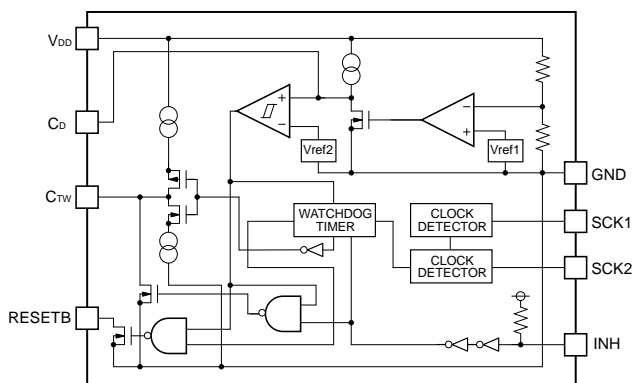 VDD
CD
CTW
RESETB
GND
SCK1
SCK2
INH
+
−
Vref2
−
+
Vref1
WATCHDOG
TIMER
CLOCK
DETECTOR
CLOCK
DETECTOR